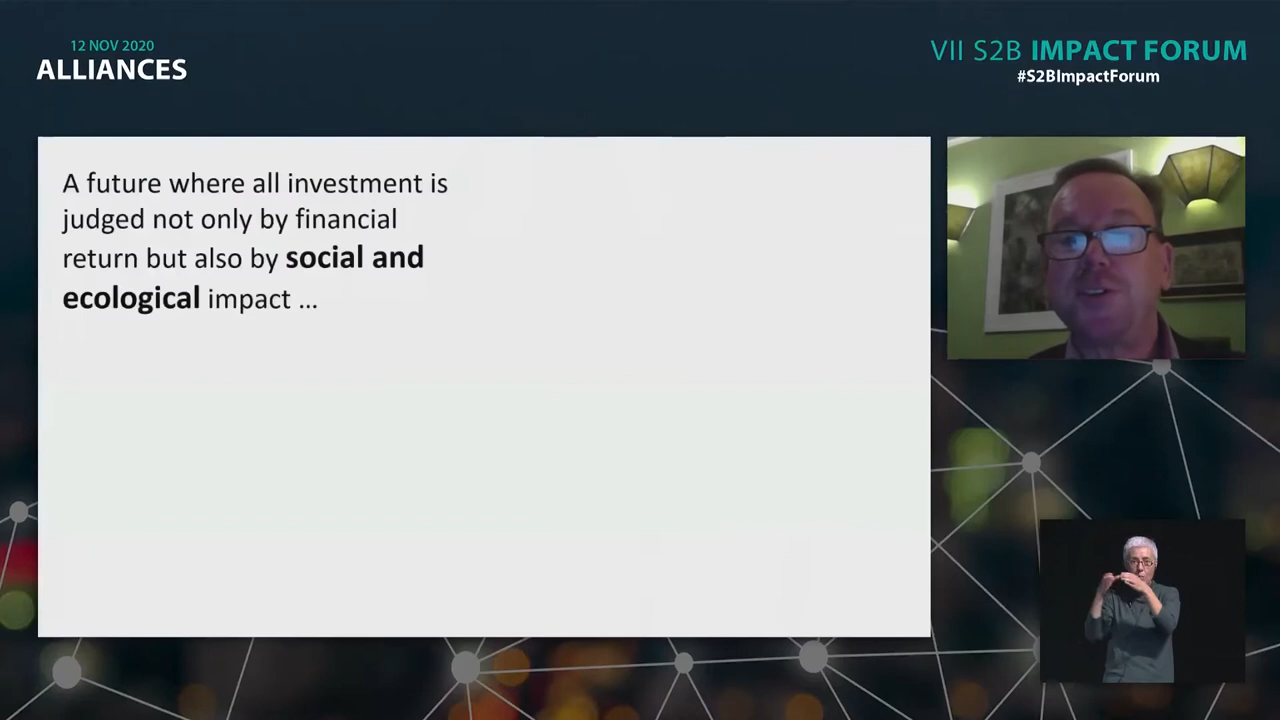 12 NOV 2020
ALLIANCES
VII S2B IMPACT FORUM
#S2BImpactForum
A future where all investment is
judged not only by financial
return but also by social and
ecological impact ...